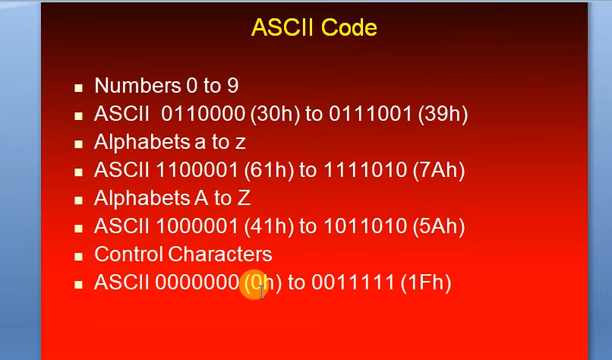 ASCII Code
Numbers 0 to 9
ASCII 0110000 (30h) to 0111001 (39h)
Alphabets a to z
ASCII 1100001 (61h) to 1111010 (7Ah)
Alphabets A to Z
ASCII 1000001 (41h) to 1011010 (5Ah)
Control Characters
ASCII 0000000 (0h) to 0011111 (1Fh)